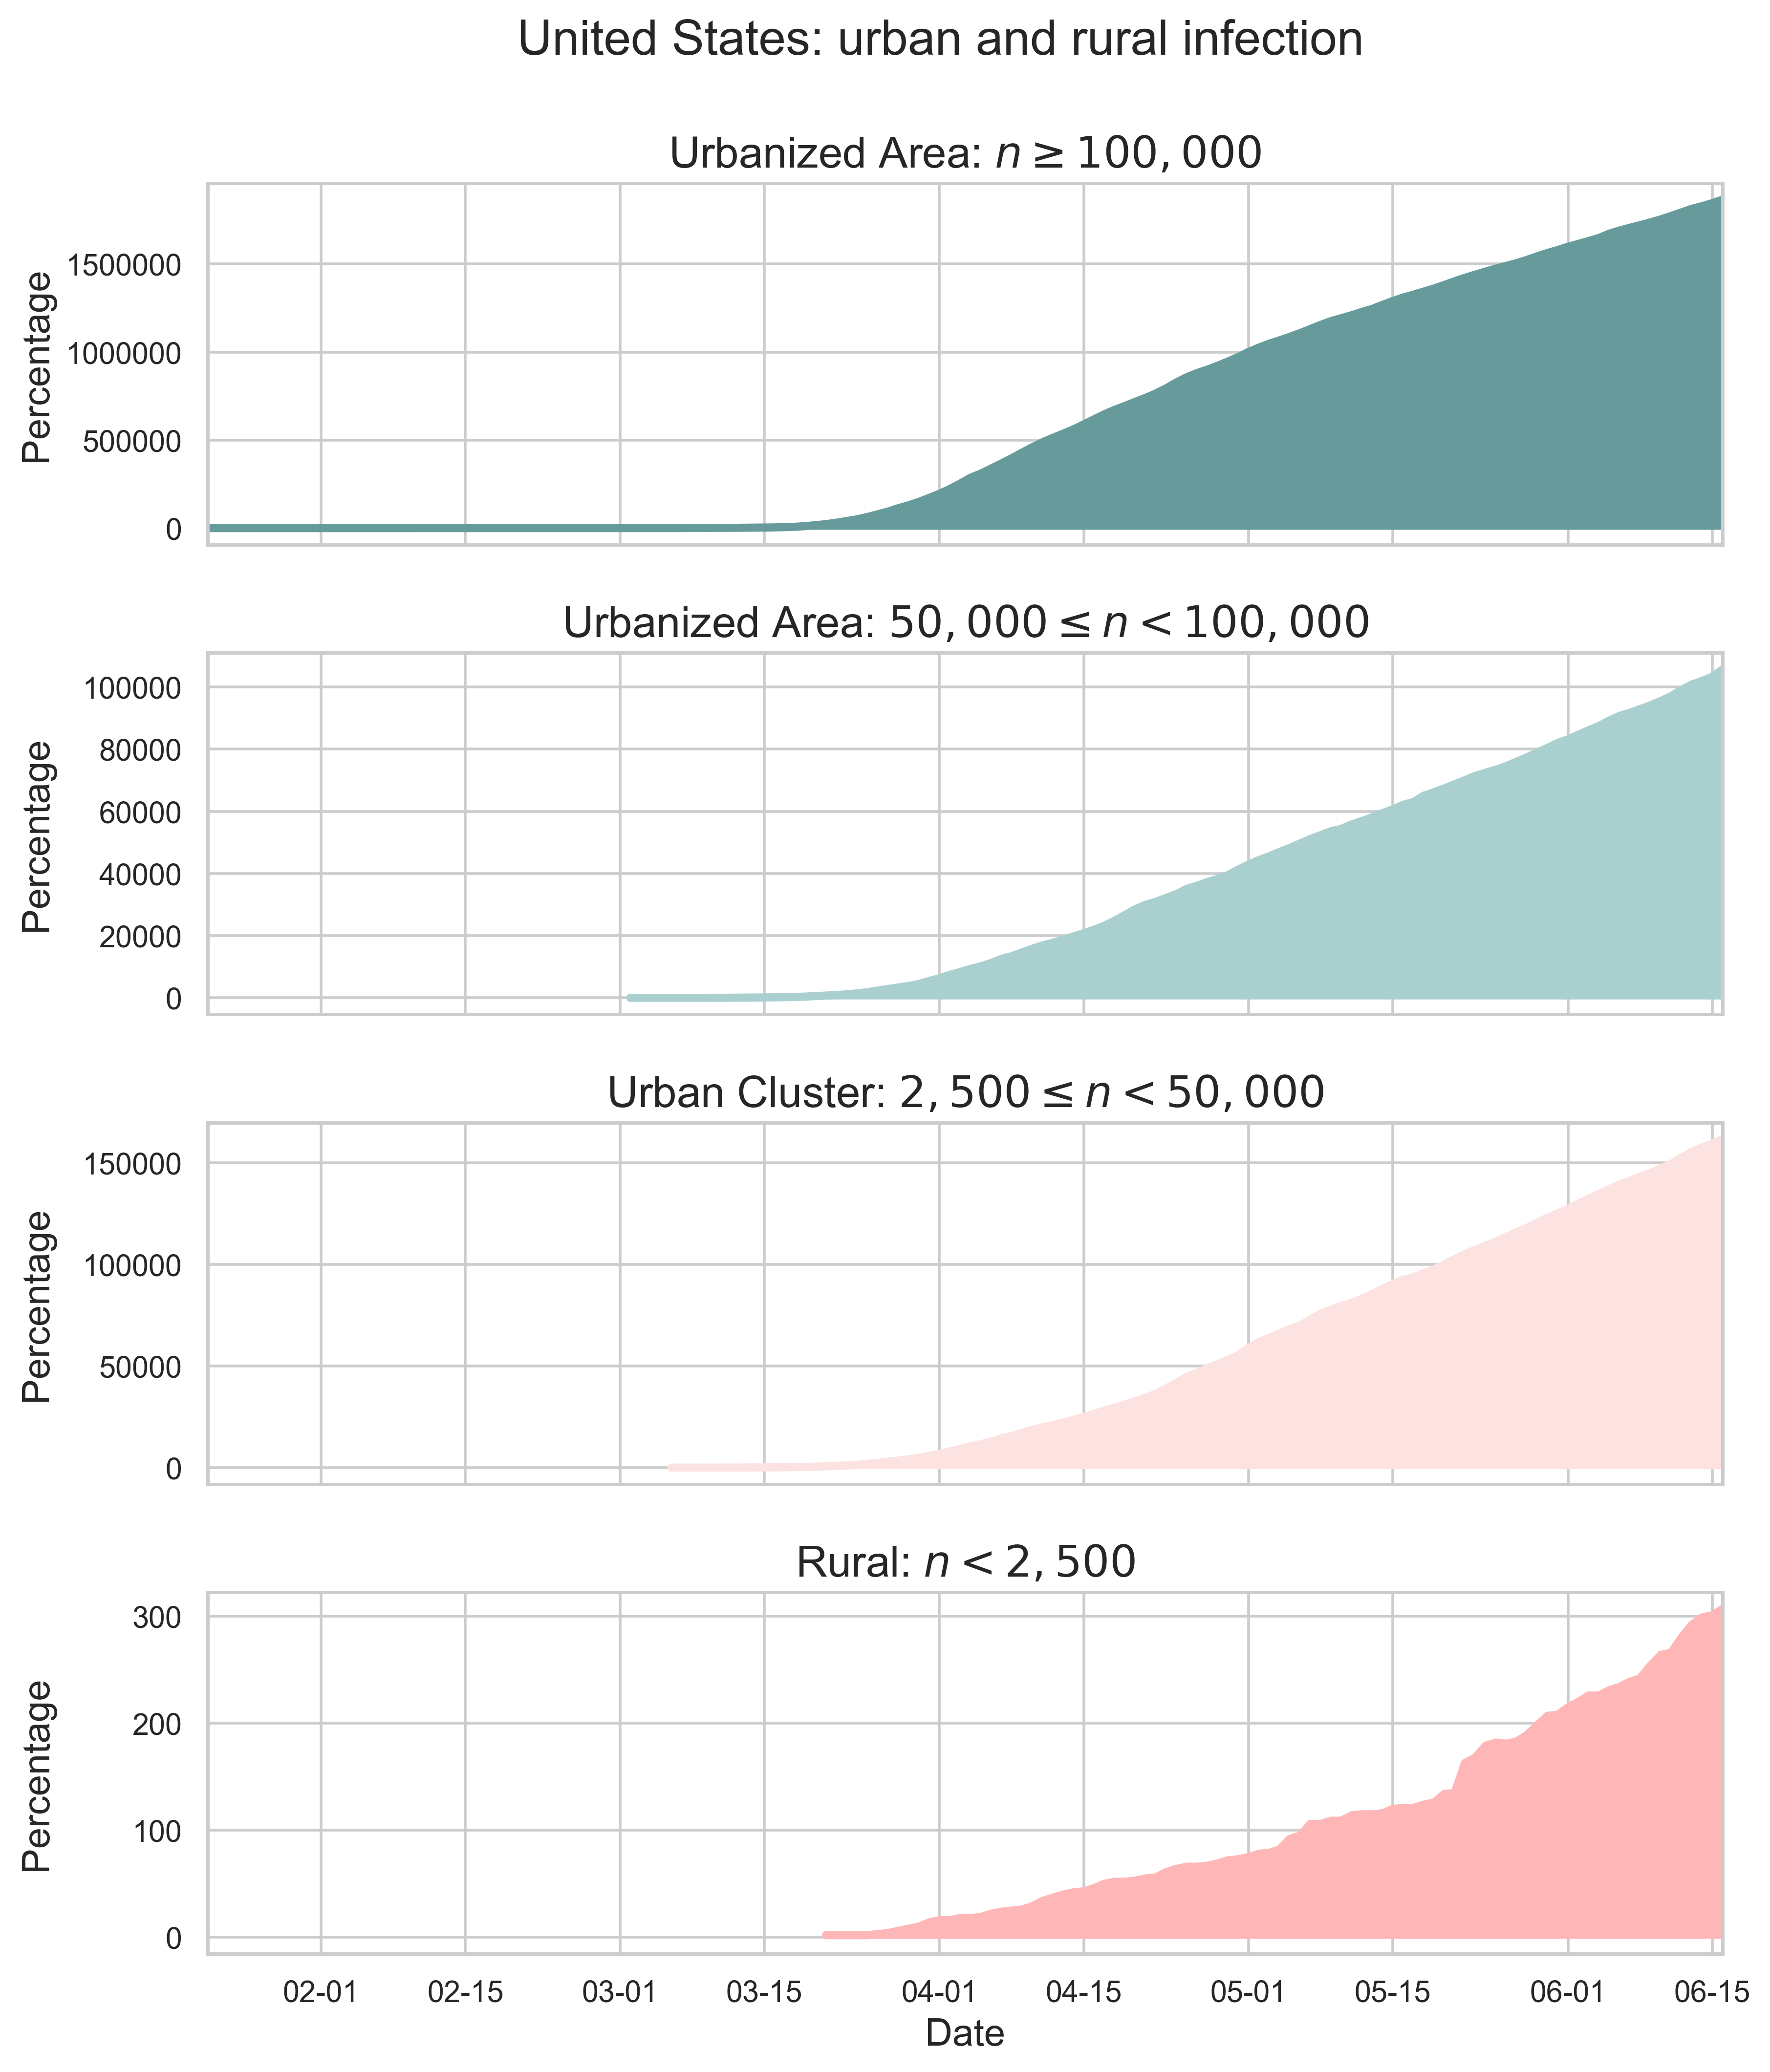 United States: urban and rural infection
Urbanized Area: n ≥ 100, 000
Percentage
1500000
1000000
500000
0
Urbanized Area: 50, 000 ≤ n < 100, 000
Percentage
100000
80000
60000
40000
20000
0
Urban Cluster: 2, 500 ≤ n < 50, 000
Percentage
150000
100000
50000
0
Rural: n < 2, 500
Percentage
300
200
100
0
02-01 02-15 03-01 03-15 04-01 04-15 05-01 05-15 06-01 06-15
Date